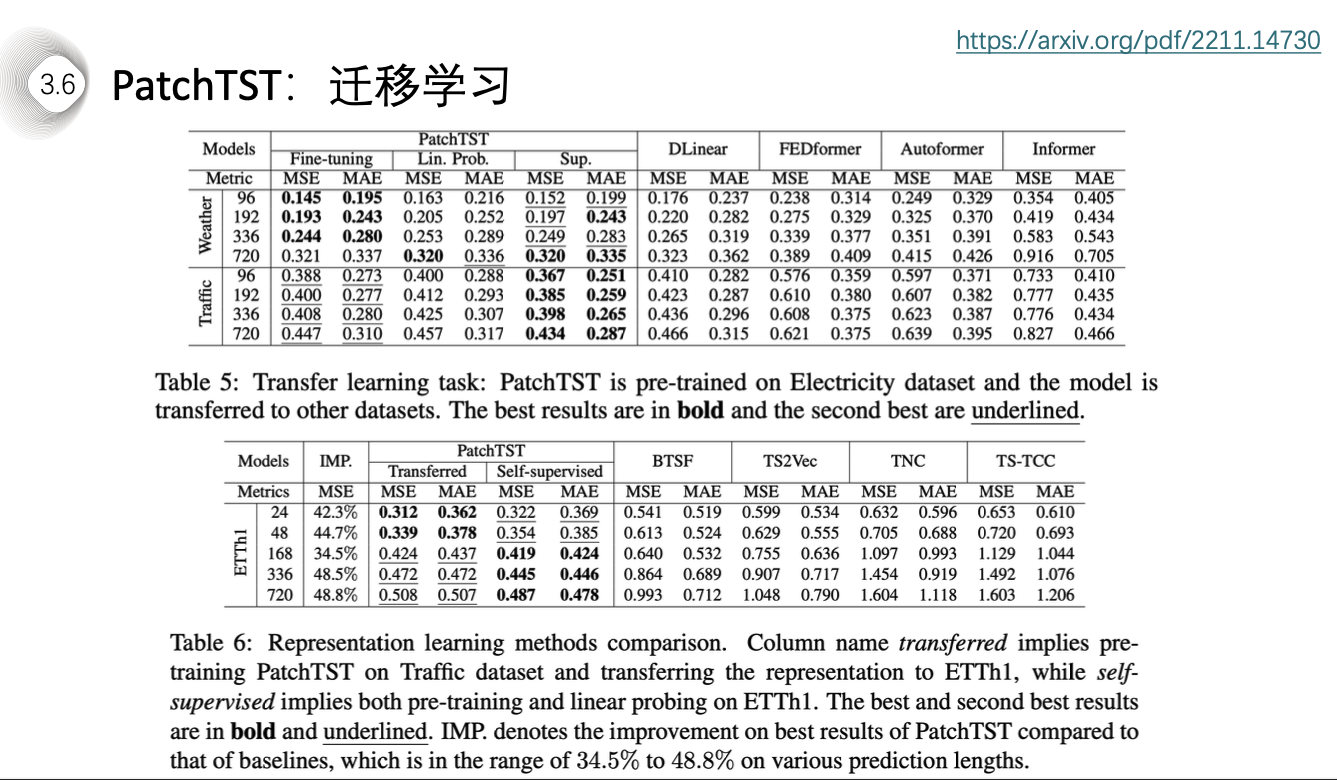 https://arxiv.org/pdf/2211.14730
3.6 PatchTST：迁移学习
Models PatchTST DLinear FEDformer Autoformer Informer
Fine-tuning Lin. Prob. Sup.
Metric MSE MAE MSE MAE MSE MAE MSE MAE MSE MAE MSE MAE MSE MAE
Weather
96 0.145 0.195 0.163 0.216 0.152 0.199 0.176 0.237 0.238 0.314 0.249 0.329 0.354 0.405
192 0.193 0.243 0.205 0.252 0.197 0.243 0.220 0.282 0.275 0.329 0.325 0.370 0.419 0.434
336 0.244 0.280 0.253 0.289 0.249 0.283 0.265 0.319 0.339 0.377 0.351 0.391 0.583 0.543
720 0.321 0.337 0.320 0.336 0.320 0.335 0.323 0.362 0.389 0.409 0.415 0.426 0.916 0.705
Traffic
96 0.388 0.273 0.400 0.288 0.367 0.251 0.410 0.282 0.576 0.359 0.597 0.371 0.733 0.410
192 0.400 0.277 0.412 0.293 0.385 0.259 0.423 0.287 0.610 0.380 0.607 0.382 0.777 0.435
336 0.408 0.280 0.425 0.307 0.398 0.265 0.436 0.296 0.608 0.375 0.623 0.387 0.776 0.434
720 0.447 0.310 0.457 0.317 0.434 0.287 0.466 0.315 0.621 0.375 0.639 0.395 0.827 0.466
Table 5: Transfer learning task: PatchTST is pre-trained on Electricity dataset and the model is
transferred to other datasets. The best results are in bold and the second best are underlined.
Models IMP. PatchTST BTSF TS2Vec TNC TS-TCC
Transferred Self-supervised
Metrics MSE MSE MAE MSE MAE MSE MAE MSE MAE MSE MAE MSE MAE
ETTh1
24 42.3% 0.312 0.362 0.322 0.369 0.541 0.519 0.599 0.534 0.632 0.596 0.653 0.610
48 44.7% 0.339 0.378 0.354 0.385 0.613 0.524 0.629 0.555 0.705 0.688 0.720 0.693
168 34.5% 0.424 0.437 0.419 0.424 0.640 0.532 0.755 0.636 1.097 0.993 1.129 1.044
336 48.5% 0.472 0.472 0.445 0.446 0.864 0.689 0.907 0.717 1.454 0.919 1.492 1.076
720 48.8% 0.508 0.507 0.487 0.478 0.993 0.712 1.048 0.790 1.604 1.118 1.603 1.206
Table 6: Representation learning methods comparison. Column name transferred implies pre-
training PatchTST on Traffic dataset and transferring the representation to ETTh1, while self-
supervised implies both pre-training and linear probing on ETTh1. The best and second best results
are in bold and underlined. IMP. denotes the improvement on best results of PatchTST compared to
that of baselines, which is in the range of 34.5% to 48.8% on various prediction lengths.